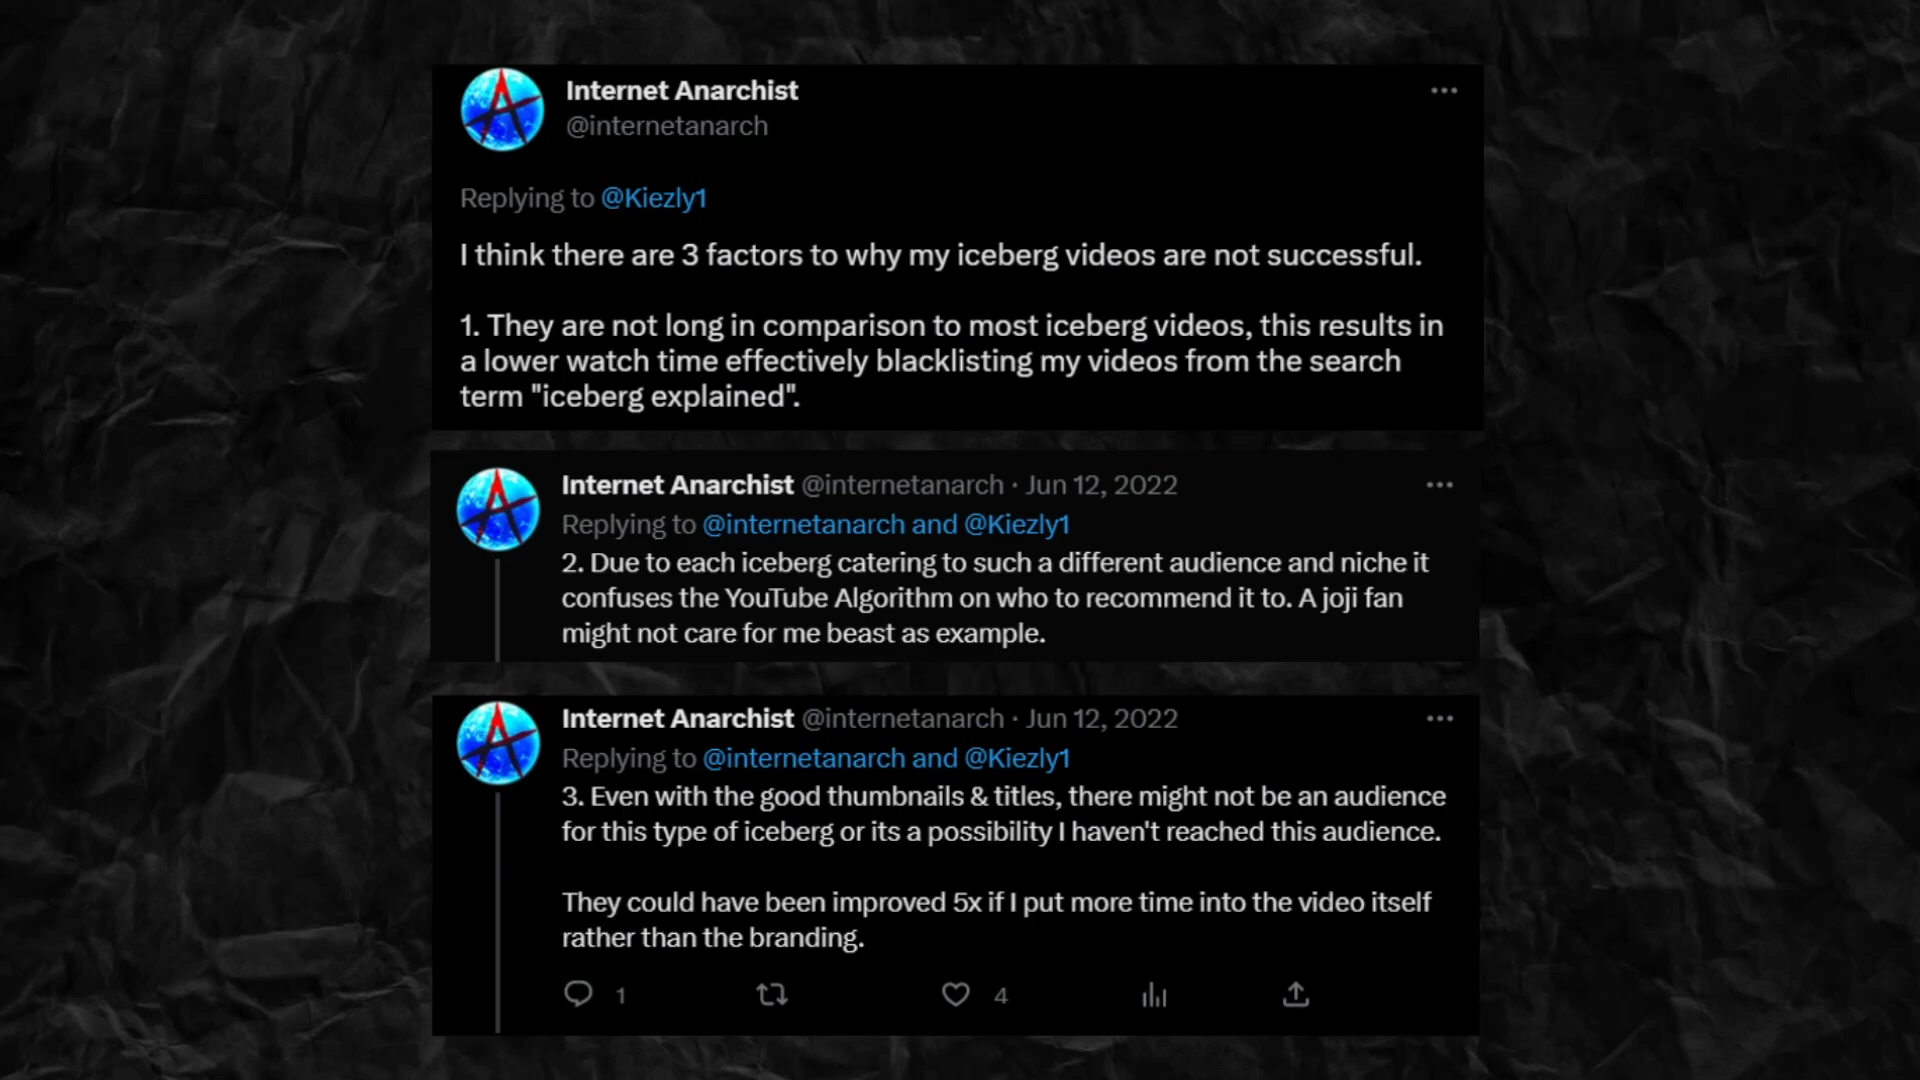 Internet Anarchist
@internetanarch
Replying to @Kiezly1
I think there are 3 factors to why my iceberg videos are not successful.
1. They are not long in comparison to most iceberg videos, this results in
a lower watch time effectively blacklisting my videos from the search
term "iceberg explained".
Internet Anarchist @internetanarch · Jun 12, 2022
Replying to @internetanarch and @Kiezly1
2. Due to each iceberg catering to such a different audience and niche it
confuses the YouTube Algorithm on who to recommend it to. A joji fan
might not care for me beast as example.
Internet Anarchist @internetanarch · Jun 12, 2022
Replying to @internetanarch and @Kiezly1
3. Even with the good thumbnails & titles, there might not be an audience
for this type of iceberg or its a possibility I haven't reached this audience.
They could have been improved 5x if I put more time into the video itself
rather than the branding.
1 4